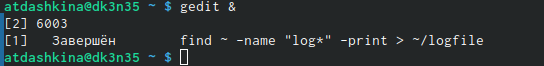 atdashkina@dk3n35 ~ $ gedit &
[2] 6003
[1]   Завершён        find ~ -name "log*" -print > ~/logfile
atdashkina@dk3n35 ~ $